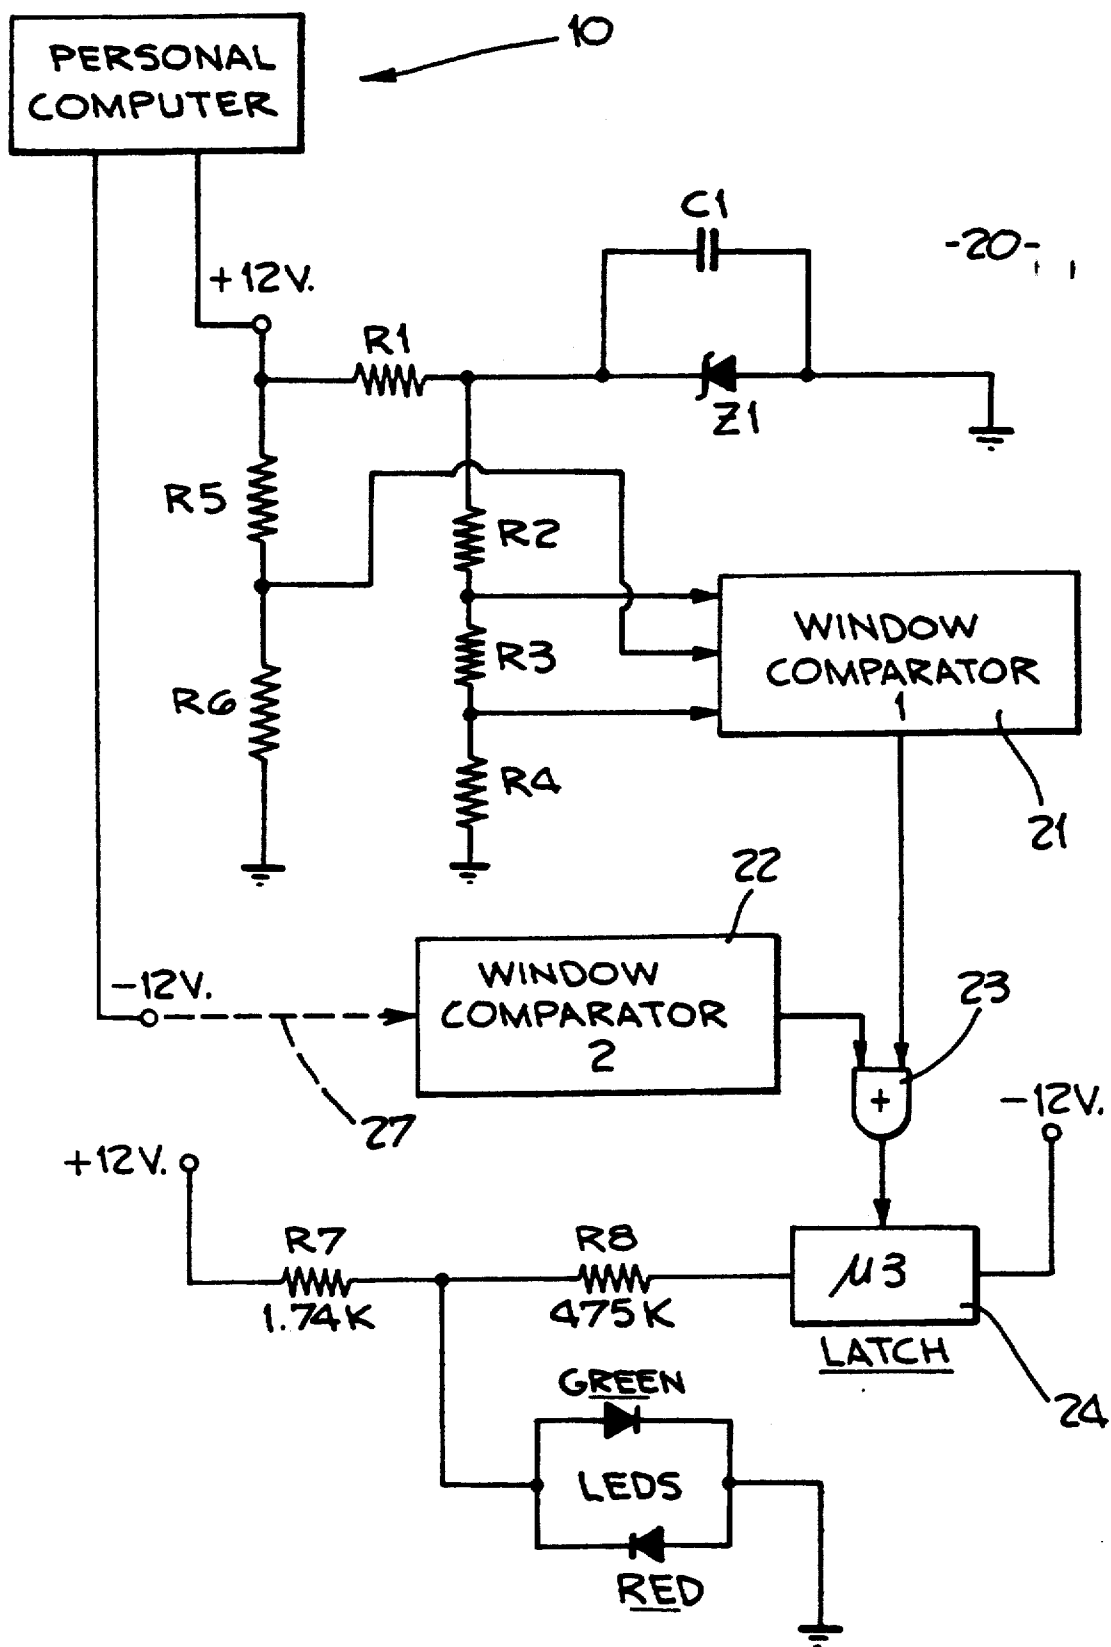 PERSONAL
COMPUTER
10
C1
-20-
+12V.
R1
Z1
R5
R2
WINDOW
COMPARATOR
1
R3
R6
R4
21
22
-12V.
WINDOW
COMPARATOR
2
23
+
-12V.
27
+12V.
R7
1.74K
R8
475K
μ3
LATCH
24
GREEN
LEDS
RED